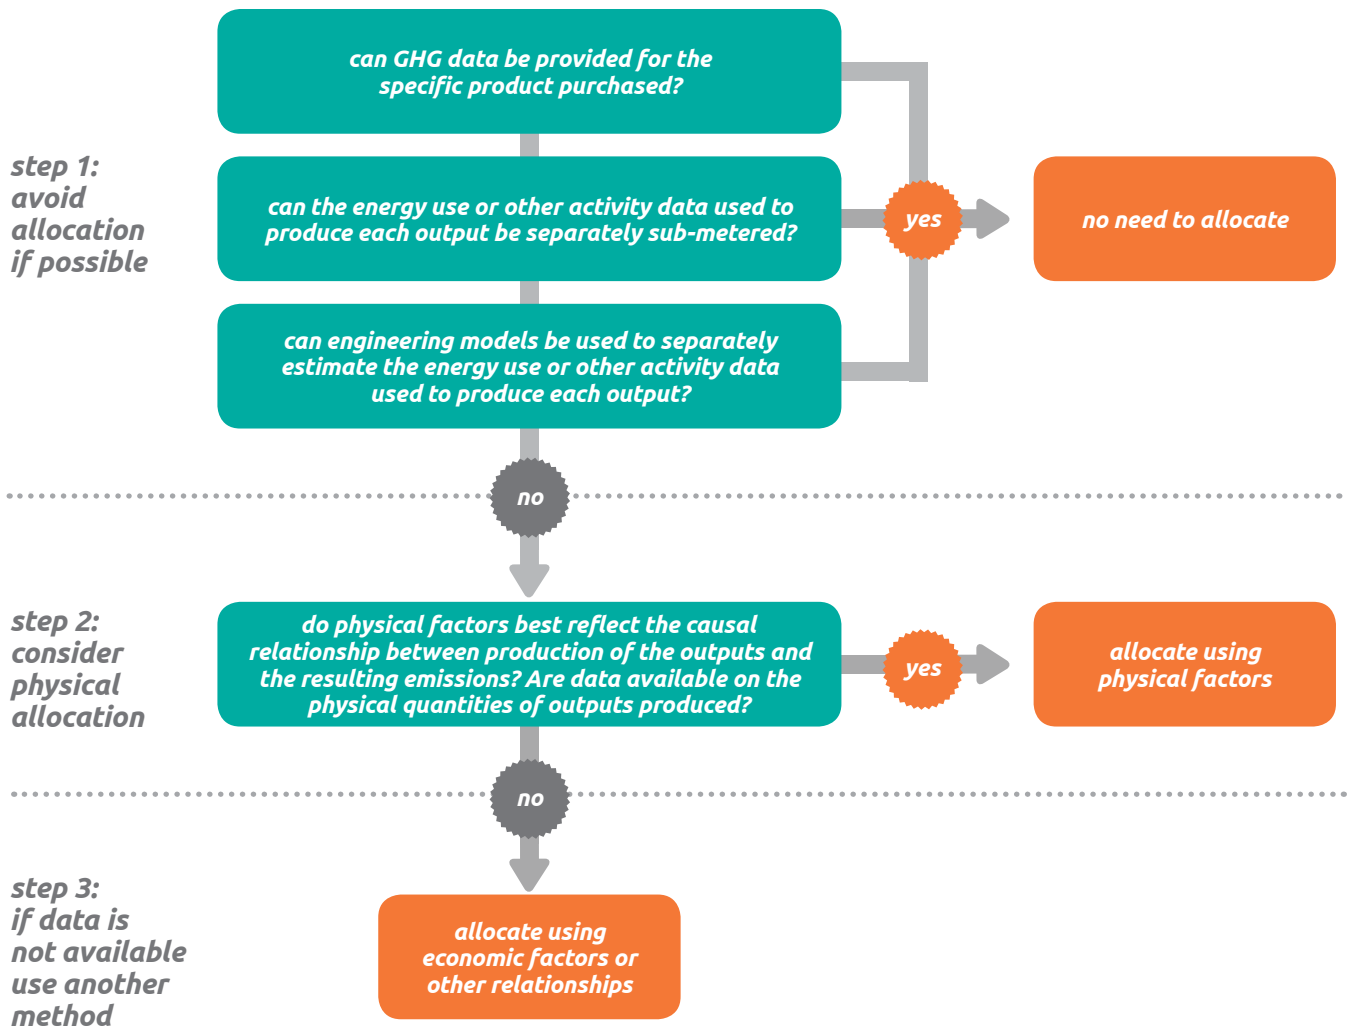 can GHG data be provided for the
specific product purchased?
step 1:
avoid
allocation
if possible
can the energy use or other activity data used to
produce each output be separately sub-metered?
yes
no need to allocate
can engineering models be used to separately
estimate the energy use or other activity data
used to produce each output?
no
step 2:
consider
physical
allocation
do physical factors best reflect the causal
relationship between production of the outputs and
the resulting emissions? Are data available on the
physical quantities of outputs produced?
yes
allocate using
physical factors
no
step 3:
if data is
not available
use another
method
allocate using
economic factors or
other relationships